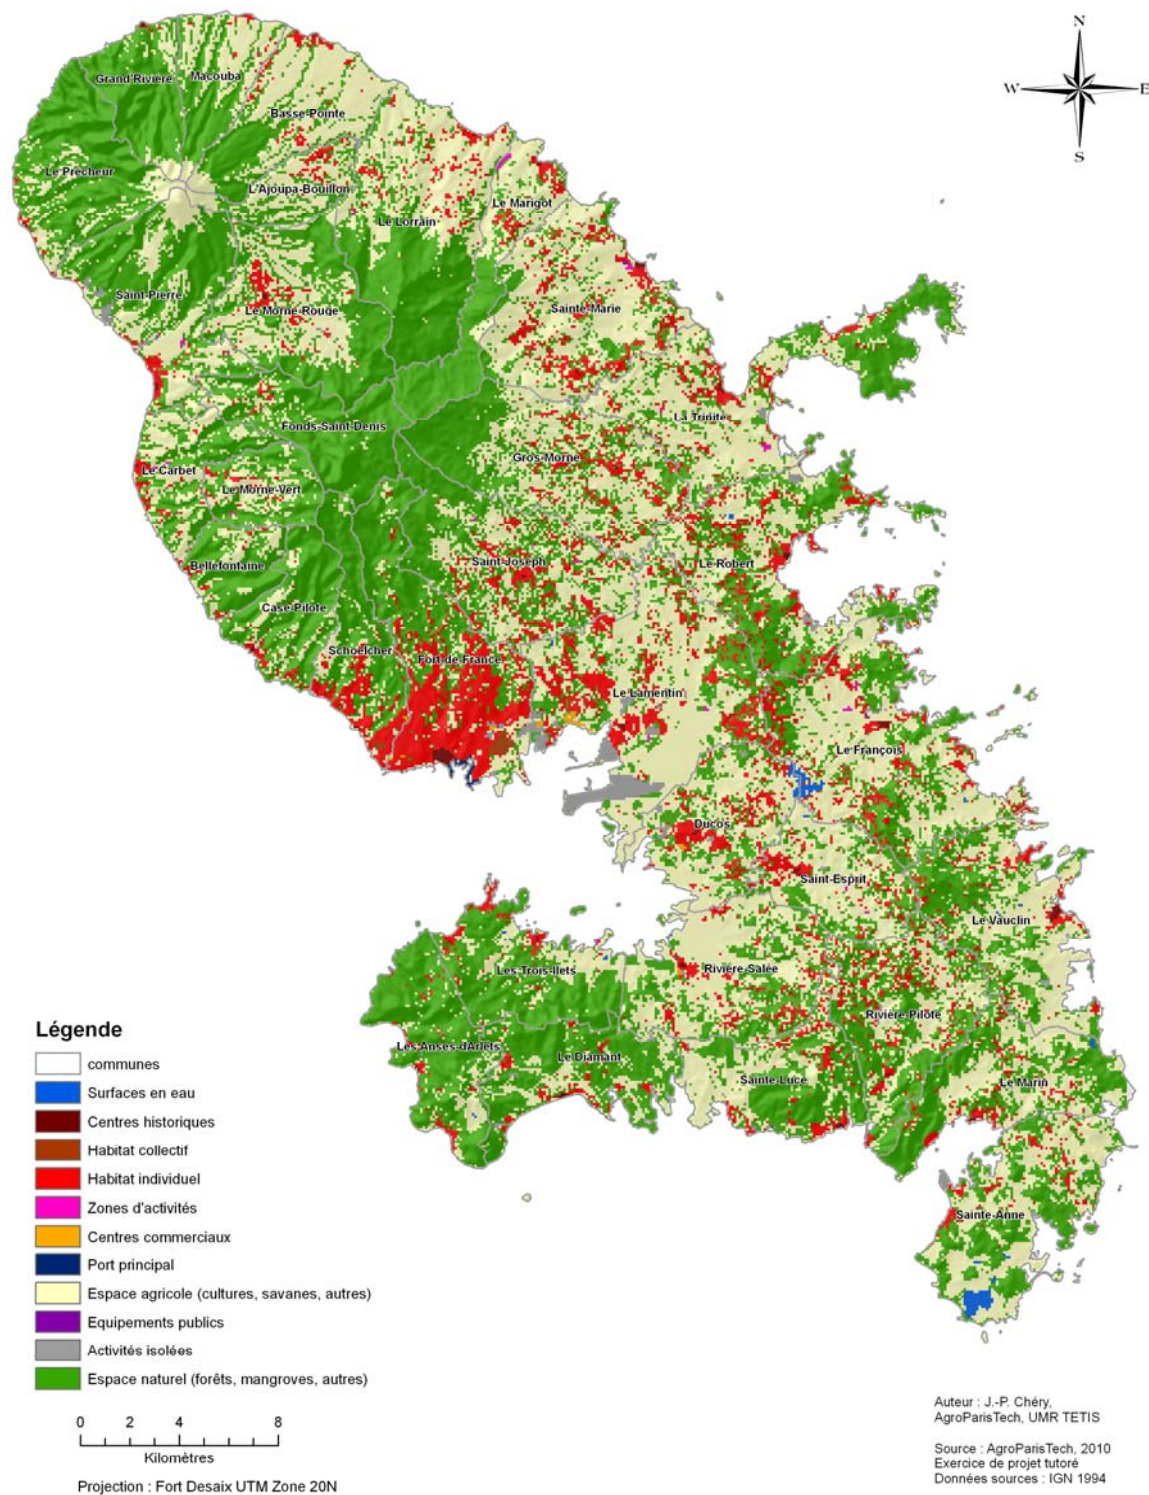 N
W
E
S
Grand Rivière
Macouba
Basse-Pointe
Le Prêcheur
L'Ajoupa-Bouillon
Le Marigot
Le Lorrain
Saint-Pierre
Le Morne-Rouge
Sainte-Marie
La Trinité
Fonds-Saint-Denis
Gros-Morne
Le Carbet
Le Morne-Vert
Saint-Joseph
Le Robert
Bellefontaine
Case-Pilote
Schoelcher
Fort-de-France
Le Lamentin
Le François
Ducos
Saint-Esprit
Le Vauclin
Les Trois-Ilets
Rivière-Salée
Rivière-Pilote
Les Anses-d'Arlets
Le Diamant
Sainte-Luce
Le Marin
Sainte-Anne
Légende
communes
Surfaces en eau
Centres historiques
Habitat collectif
Habitat individuel
Zones d'activités
Centres commerciaux
Port principal
Espace agricole (cultures, savanes, autres)
Equipements publics
Activités isolées
Espace naturel (forêts, mangroves, autres)
0 2 4 8
Kilomètres
Projection : Fort Desaix UTM Zone 20N
Auteur : J.-P. Chéry,
AgroParisTech, UMR TETIS
Source : AgroParisTech, 2010
Exercice de projet tutoré
Données sources : IGN 1994